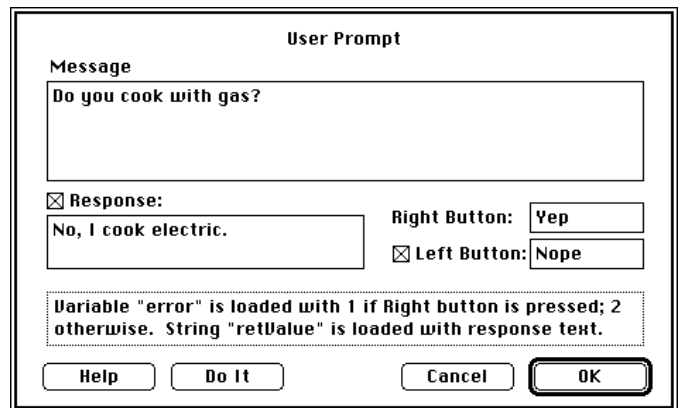 User Prompt
Message
Do you cook with gas?
Response:
No, I cook electric.
Right Button: Yep
Left Button: Nope
Variable "error" is loaded with 1 if Right button is pressed; 2
otherwise. String "retValue" is loaded with response text.
Help Do It Cancel OK